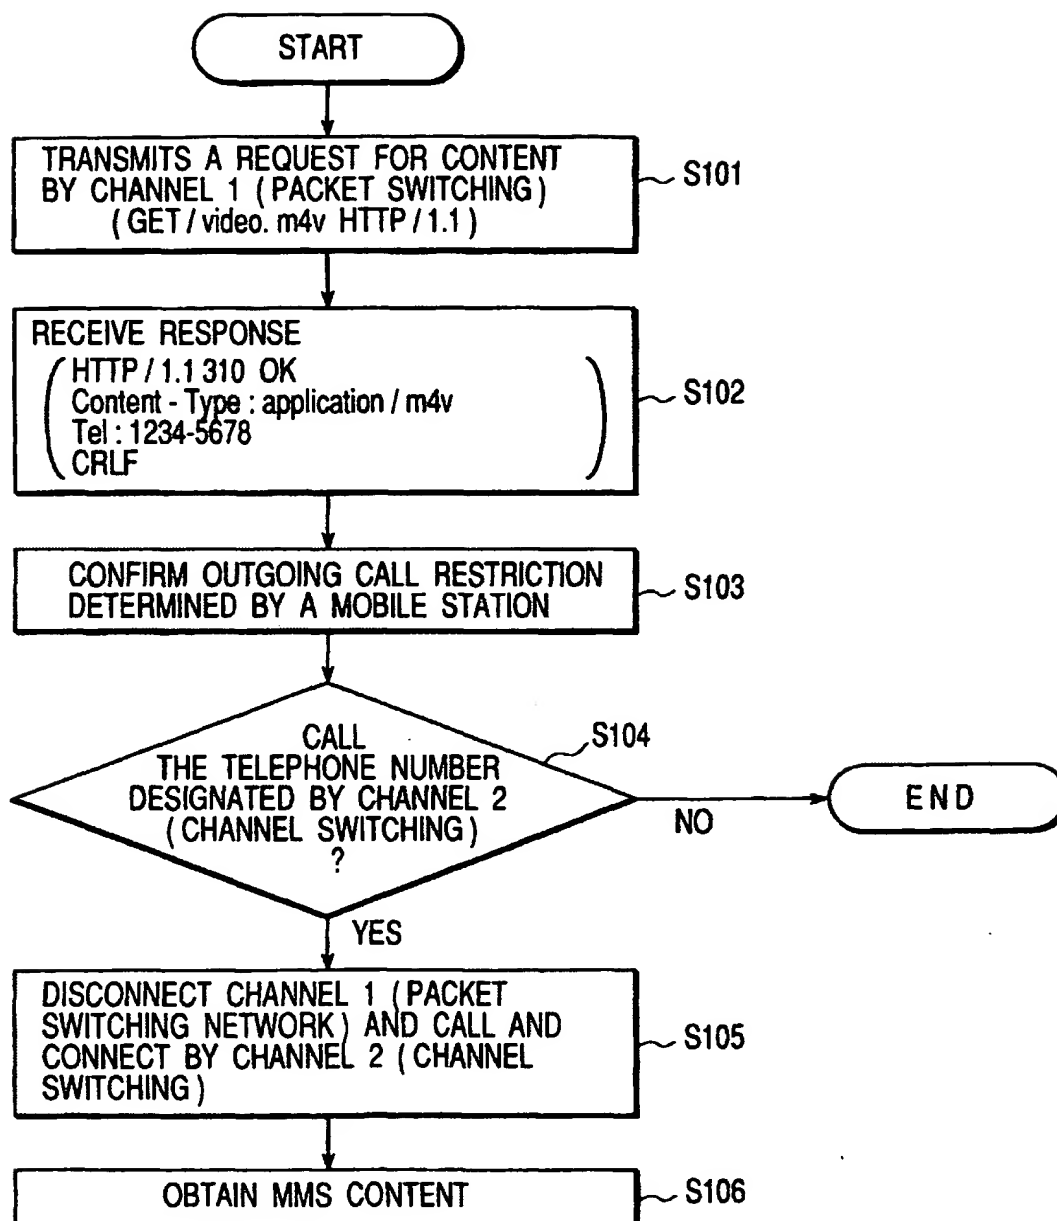 START
TRANSMITS A REQUEST FOR CONTENT
BY CHANNEL 1 (PACKET SWITCHING)
(GET / video. m4v HTTP / 1.1)
S101
RECEIVE RESPONSE
HTTP / 1.1 310 OK
Content - Type : application / m4v
Tel : 1234-5678
CRLF
S102
CONFIRM OUTGOING CALL RESTRICTION
DETERMINED BY A MOBILE STATION
S103
CALL
THE TELEPHONE NUMBER
DESIGNATED BY CHANNEL 2
(CHANNEL SWITCHING)
?
S104
NO
END
YES
DISCONNECT CHANNEL 1 (PACKET
SWITCHING NETWORK) AND CALL AND
CONNECT BY CHANNEL 2 (CHANNEL
SWITCHING)
S105
OBTAIN MMS CONTENT
S106